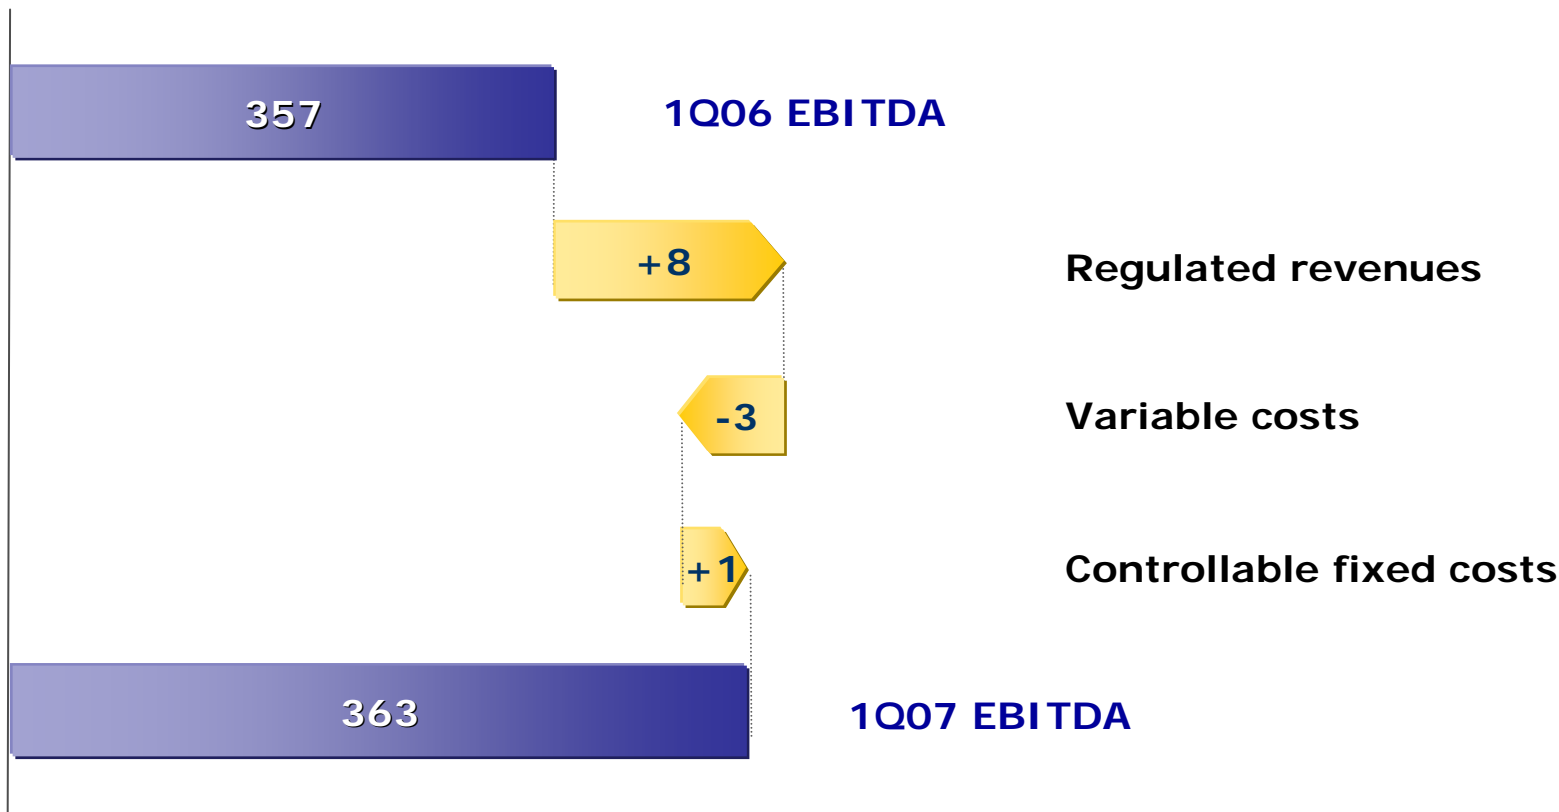 357
1Q06 EBITDA
+8
Regulated revenues
-3
Variable costs
+1
Controllable fixed costs
363
1Q07 EBITDA